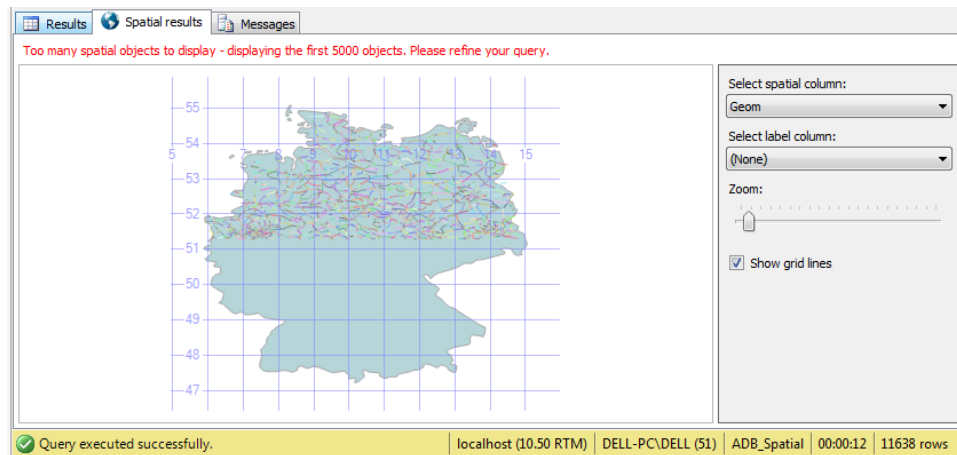 Results Spatial results Messages
Too many spatial objects to display - displaying the first 5000 objects. Please refine your query.
Select spatial column:
Geom
Select label column:
(None)
Zoom:
Show grid lines
55
54
5 7 8 9 10 11 12 13 14 15
53
52
51
50
49
48
47
Query executed successfully. localhost (10.50 RTM) DELL-PC\DELL (51) ADB_Spatial 00:00:12 11638 rows